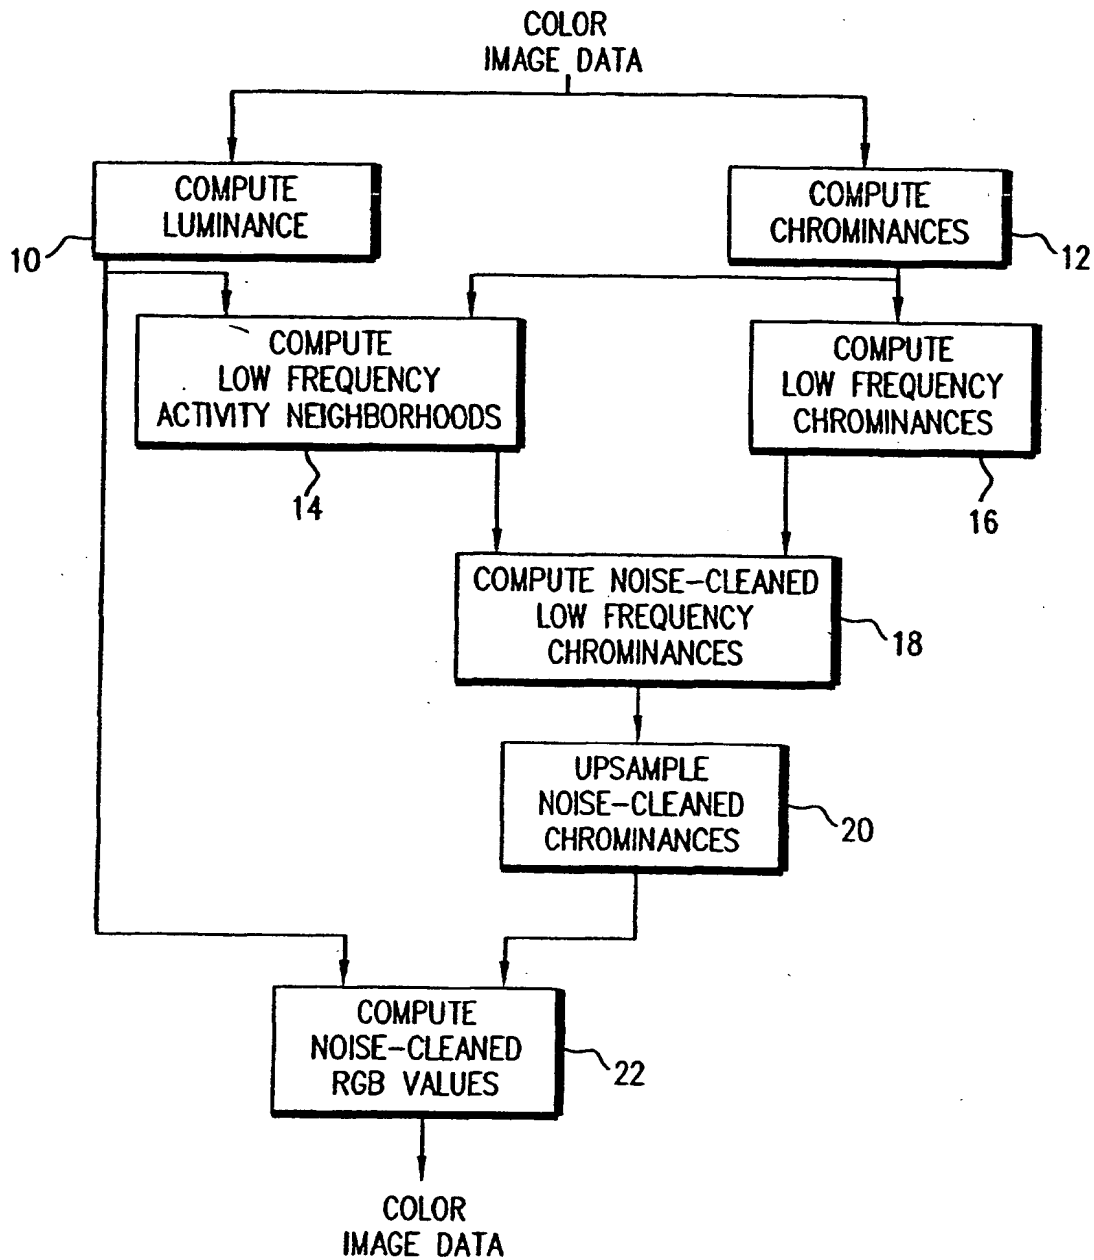 COLOR
IMAGE DATA
COMPUTE
LUMINANCE
10
COMPUTE
CHROMINANCES
12
COMPUTE
LOW FREQUENCY
ACTIVITY NEIGHBORHOODS
14
COMPUTE
LOW FREQUENCY
CHROMINANCES
16
COMPUTE NOISE-CLEANED
LOW FREQUENCY
CHROMINANCES
18
UPSAMPLE
NOISE-CLEANED
CHROMINANCES
20
COMPUTE
NOISE-CLEANED
RGB VALUES
22
COLOR
IMAGE DATA